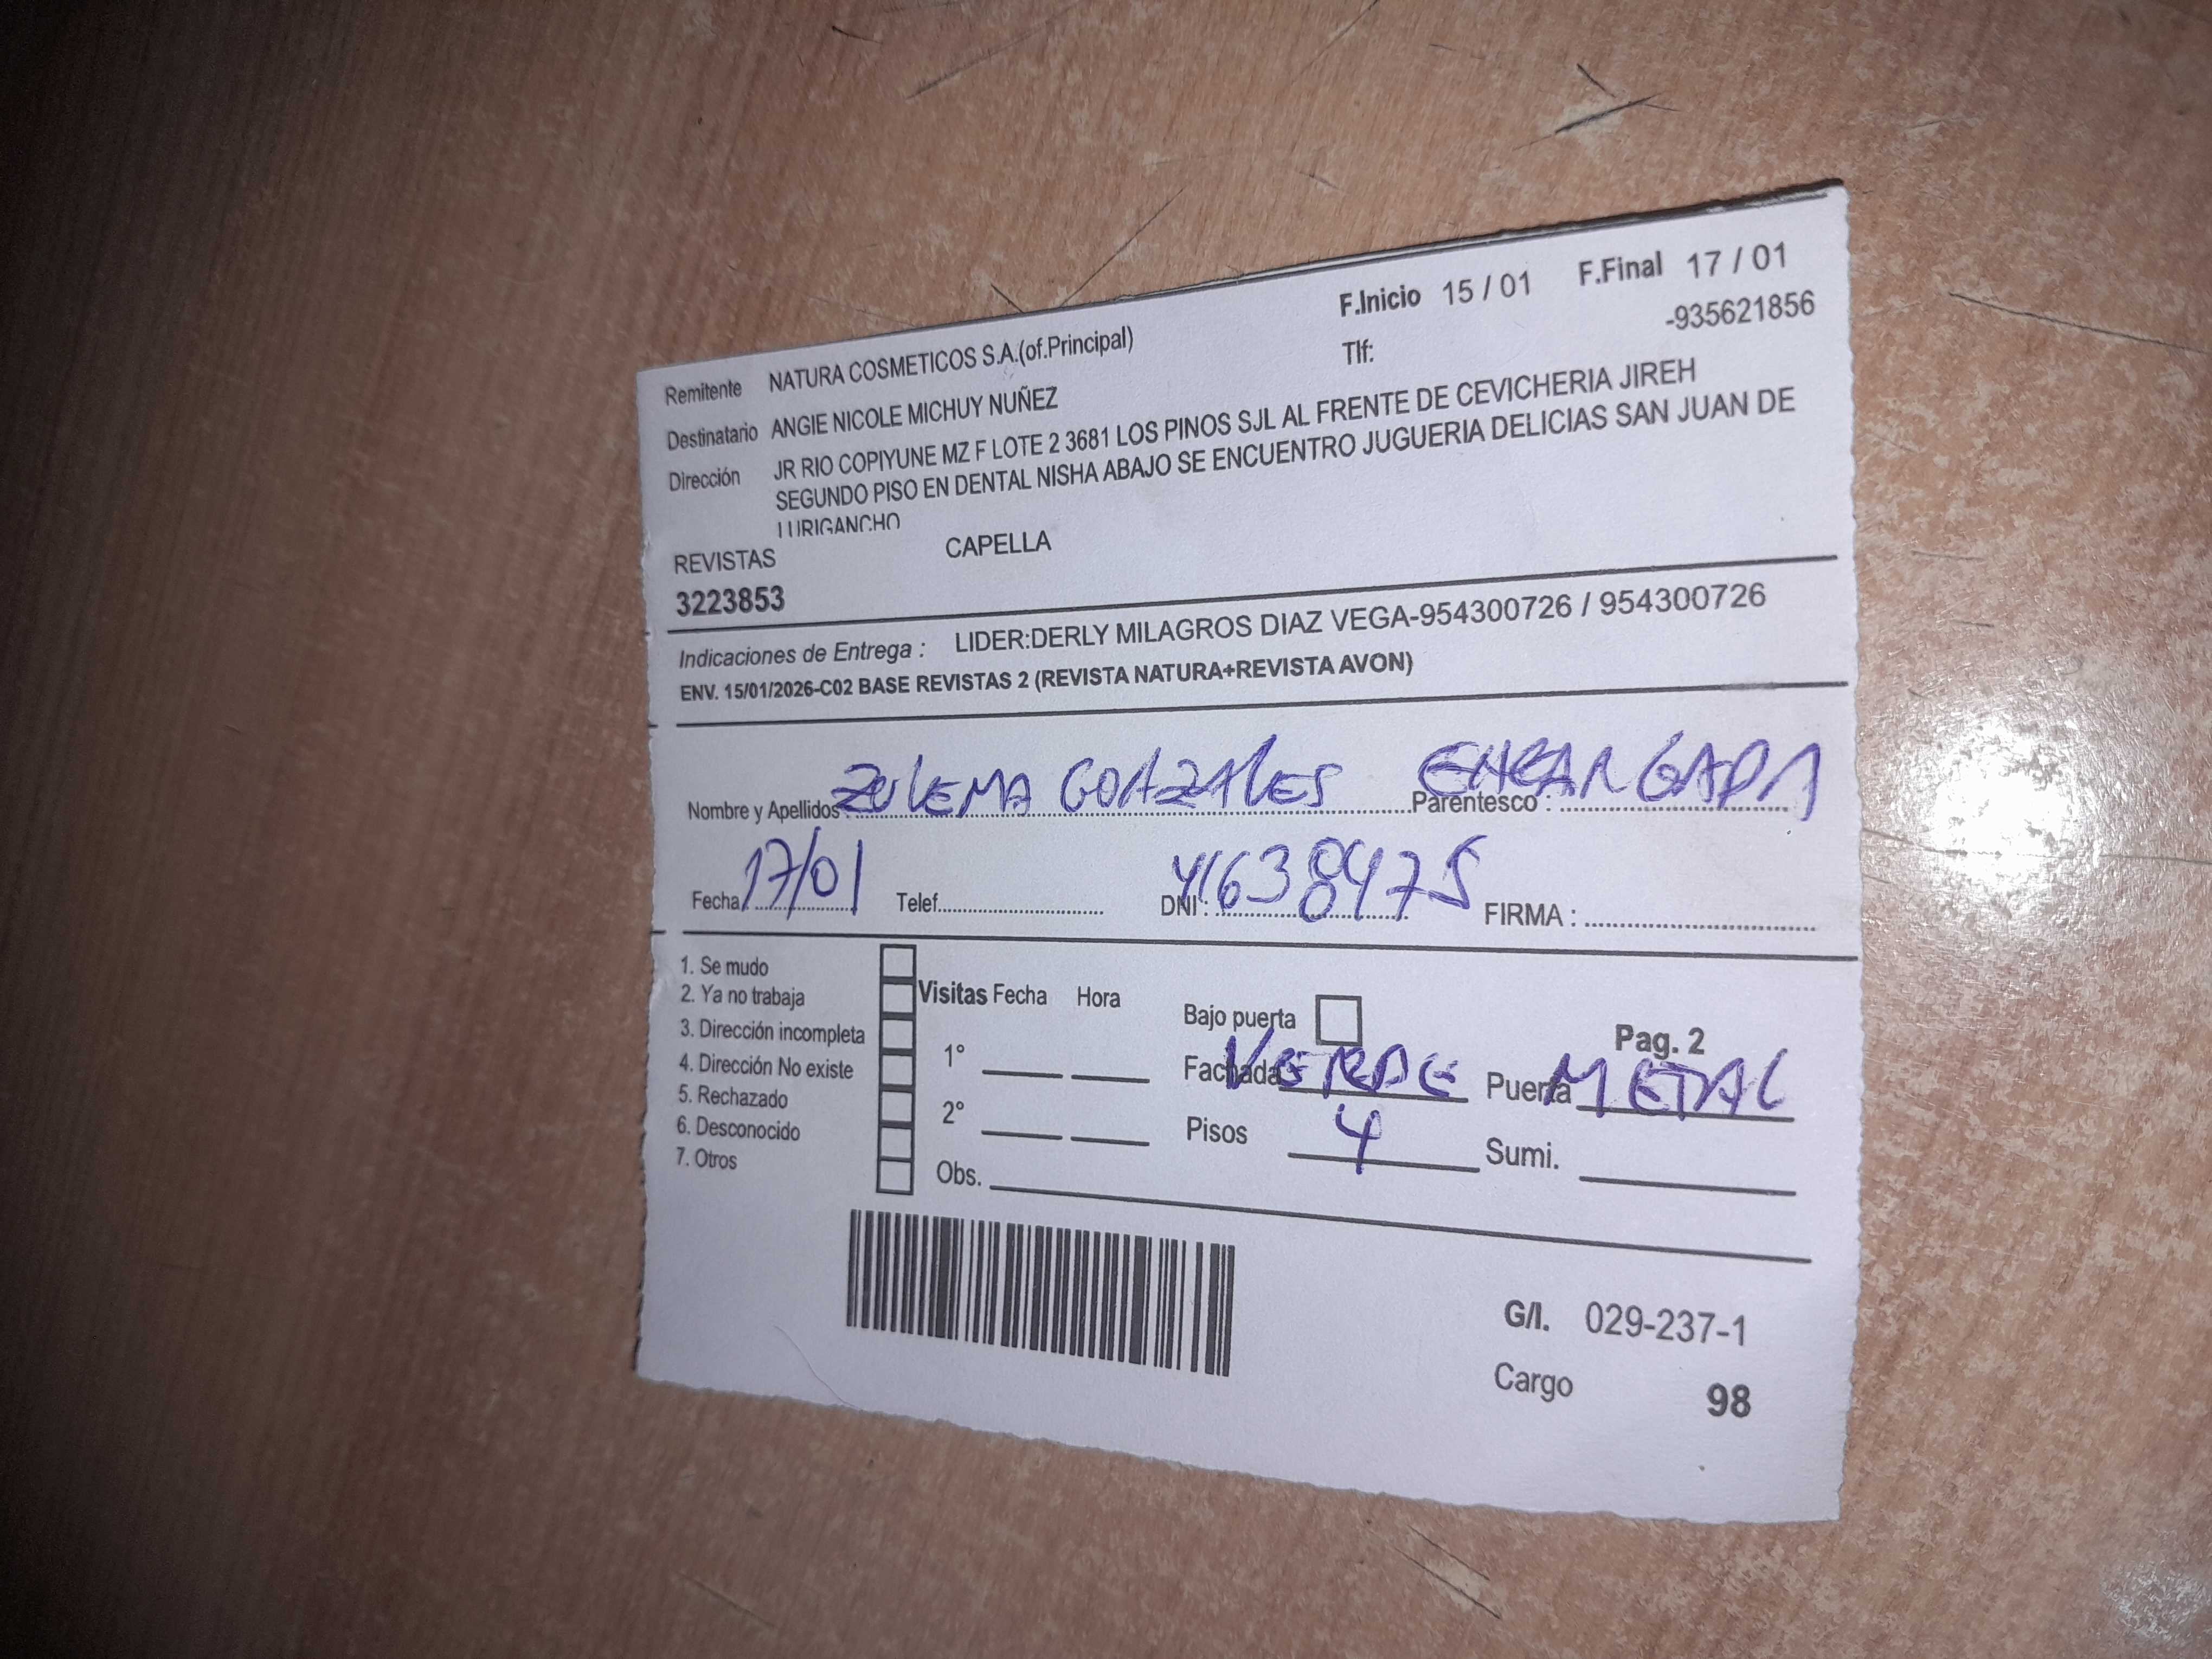 F.Inicio 15 / 01 F.Final 17 / 01
Remitente NATURA COSMETICOS S.A.(of.Principal) Tlf: -935621856
Destinatario ANGIE NICOLE MICHUY NUÑEZ
Dirección JR RIO COPIYUNE MZ F LOTE 2 3681 LOS PINOS SJL AL FRENTE DE CEVICHERIA JIREH
SEGUNDO PISO EN DENTAL NISHA ABAJO SE ENCUENTRO JUGUERIA DELICIAS SAN JUAN DE
LURIGANCHO
REVISTAS CAPELLA
3223853
Indicaciones de Entrega : LIDER:DERLY MILAGROS DIAZ VEGA-954300726 / 954300726
ENV. 15/01/2026-C02 BASE REVISTAS 2 (REVISTA NATURA+REVISTA AVON)
Nombre y Apellidos : ZULEMA GONZALES Parentesco : ENCARGADA
Fecha 17/01 Telef. DNI : 41638475 FIRMA :
1. Se mudo
2. Ya no trabaja Visitas Fecha Hora Bajo puerta
3. Dirección incompleta Pag. 2
4. Dirección No existe 1° Fachada VERDE Puerta METAL
5. Rechazado
6. Desconocido 2° Pisos 4 Sumi.
7. Otros Obs.
G/I. 029-237-1
Cargo 98